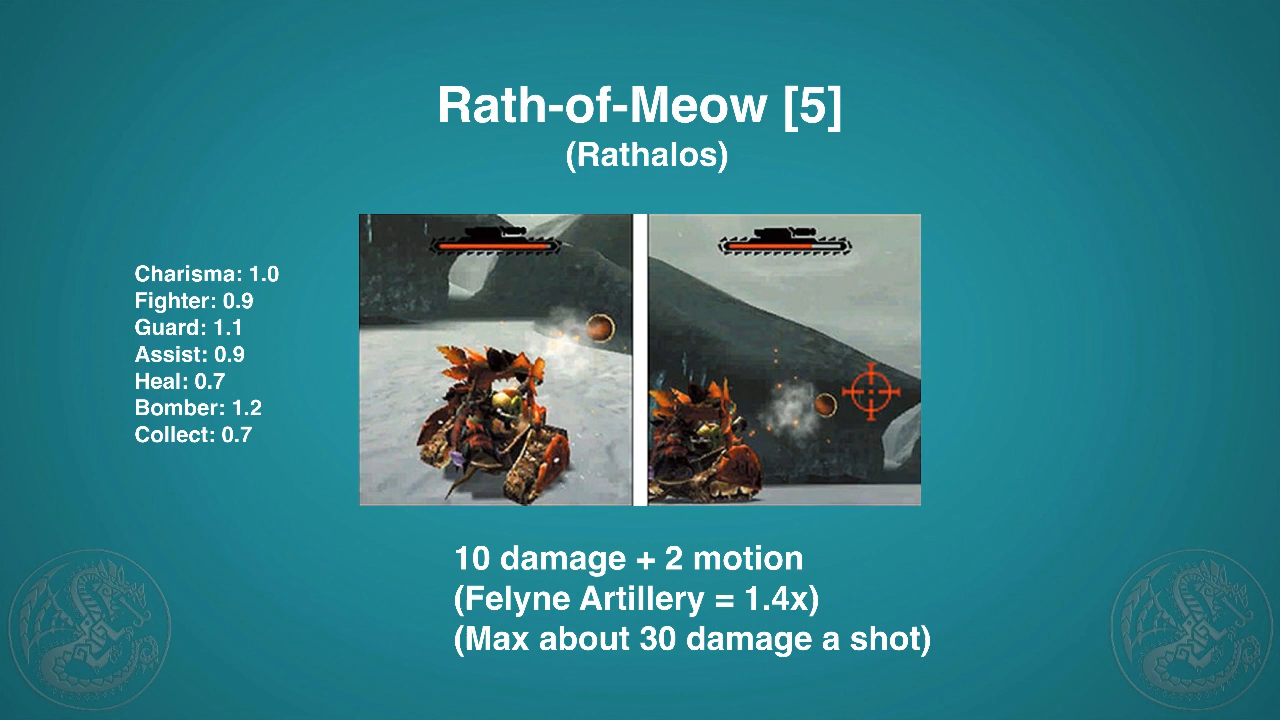 Rath-of-Meow [5]
(Rathalos)
Charisma: 1.0
Fighter: 0.9
Guard: 1.1
Assist: 0.9
Heal: 0.7
Bomber: 1.2
Collect: 0.7
10 damage + 2 motion
(Felyne Artillery = 1.4x)
(Max about 30 damage a shot)